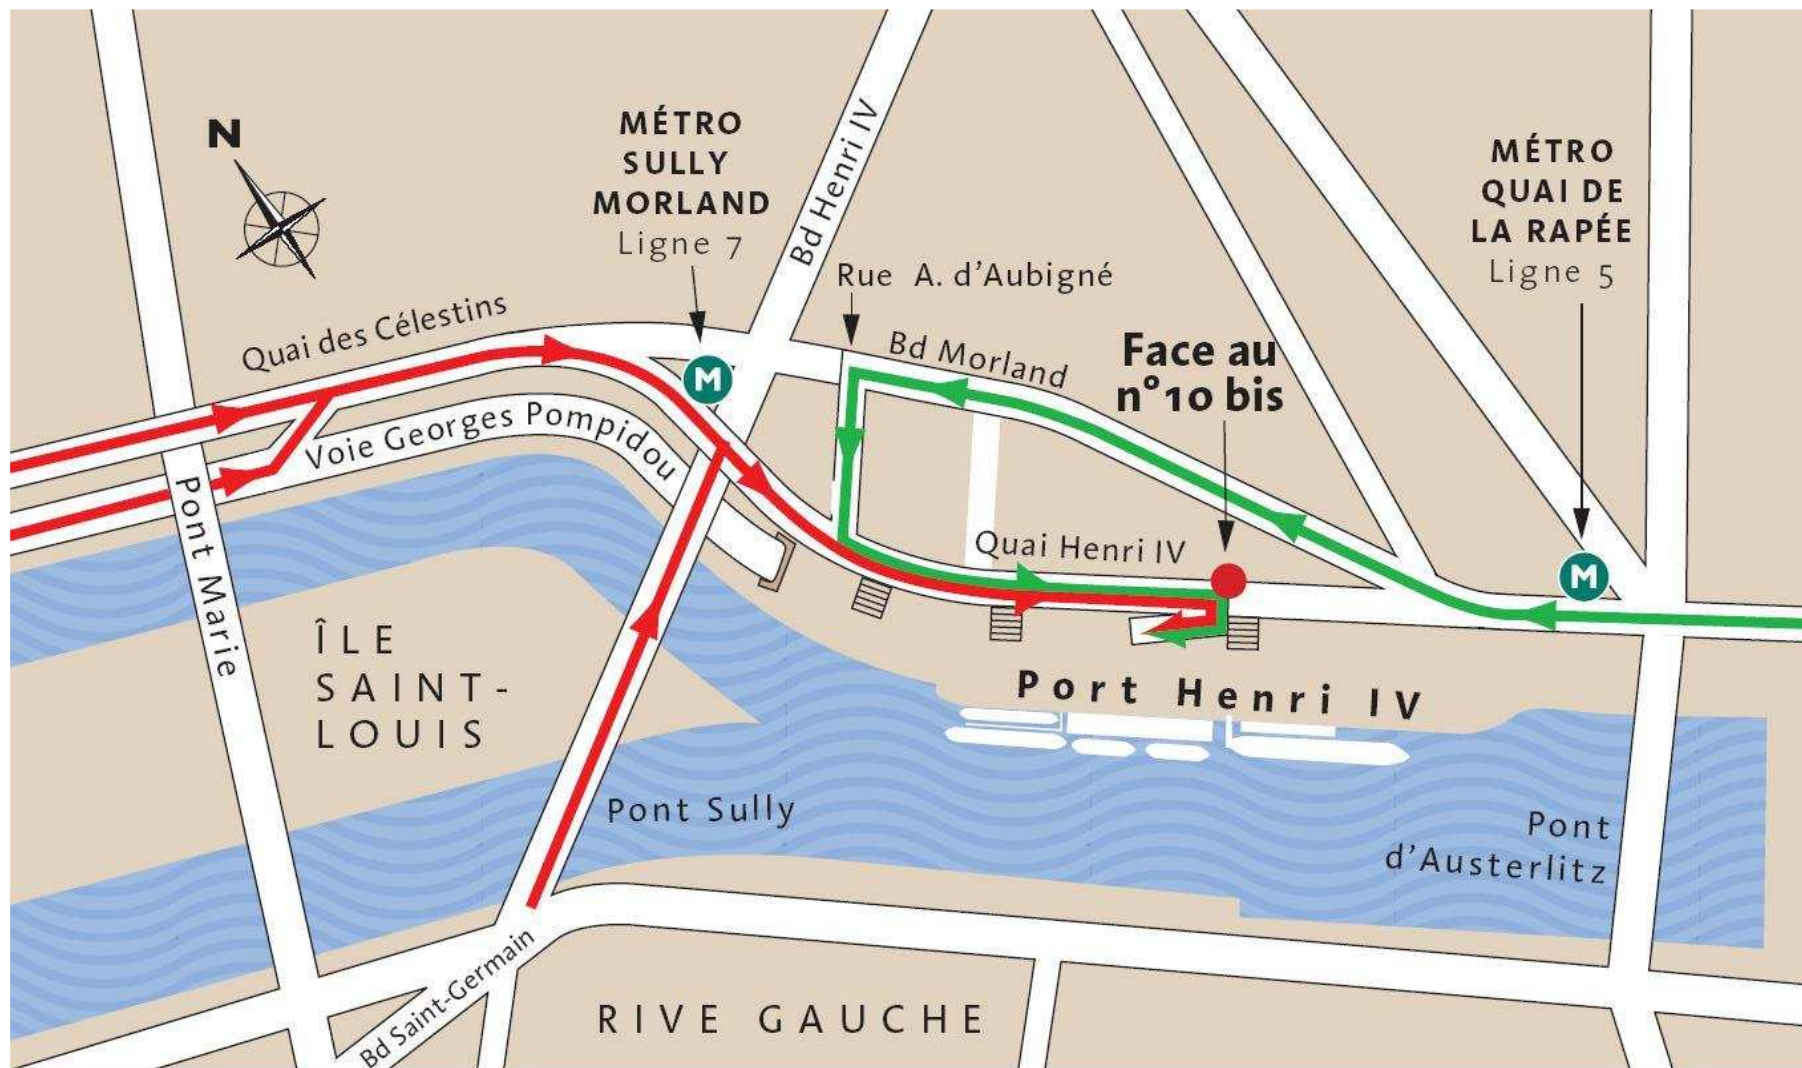 N
MÉTRO
SULLY
MORLAND
Ligne 7
Bd Henri IV
MÉTRO
QUAI DE
LA RAPÉE
Ligne 5
Rue A. d'Aubigné
Quai des Célestins
M
Bd Morland
Face au
n°10 bis
Voie Georges Pompidou
Pont Marie
Quai Henri IV
M
ÎLE
SAINT-
LOUIS
Port Henri IV
Pont Sully
Pont
d'Austerlitz
Bd Saint-Germain
RIVE GAUCHE